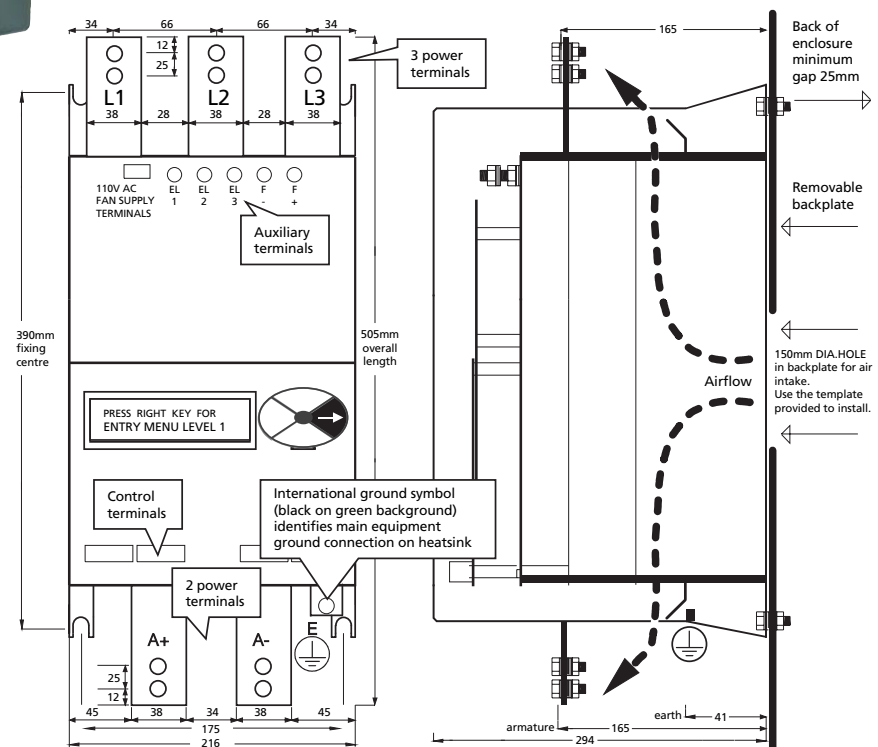 34
66
66
34
12
25
3 power
terminals
L1
L2
L3
38
28
38
28
38
110V AC
FAN SUPPLY
TERMINALS
EL
1
EL
2
EL
3
F
-
F
+
Auxiliary
terminals
390mm
fixing
centre
505mm
overall
length
PRESS RIGHT KEY FOR
ENTRY MENU LEVEL 1
Control
terminals
International ground symbol
(black on green background)
identifies main equipment
ground connection on heatsink
2 power
terminals
A+
A-
E
25
12
45
38
34
38
45
175
216
165
Back of
enclosure
minimum
gap 25mm
Removable
backplate
Airflow
150mm DIA.HOLE
in backplate for air
intake.
Use the template
provided to install.
earth
41
armature
165
294